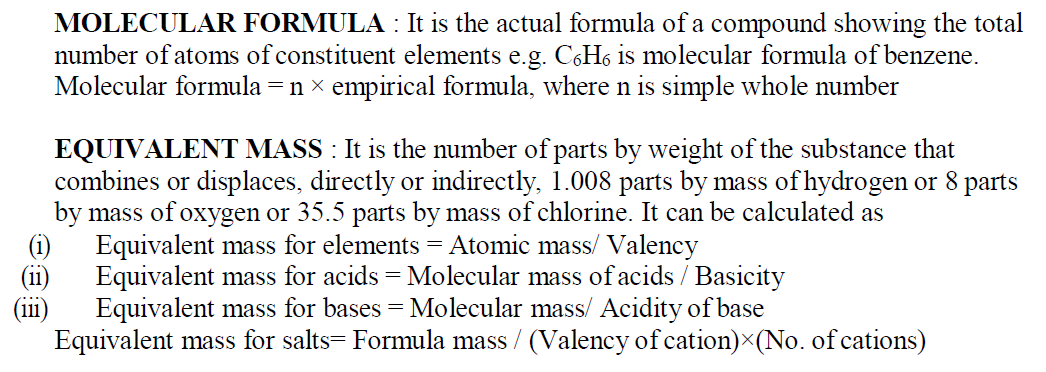 MOLECULAR FORMULA : It is the actual formula of a compound showing the total
number of atoms of constituent elements e.g. C₆H₆ is molecular formula of benzene.
Molecular formula = n × empirical formula, where n is simple whole number
EQUIVALENT MASS : It is the number of parts by weight of the substance that
combines or displaces, directly or indirectly, 1.008 parts by mass of hydrogen or 8 parts
by mass of oxygen or 35.5 parts by mass of chlorine. It can be calculated as
(i) Equivalent mass for elements = Atomic mass/ Valency
(ii) Equivalent mass for acids = Molecular mass of acids / Basicity
(iii) Equivalent mass for bases = Molecular mass/ Acidity of base
Equivalent mass for salts= Formula mass / (Valency of cation)×(No. of cations)